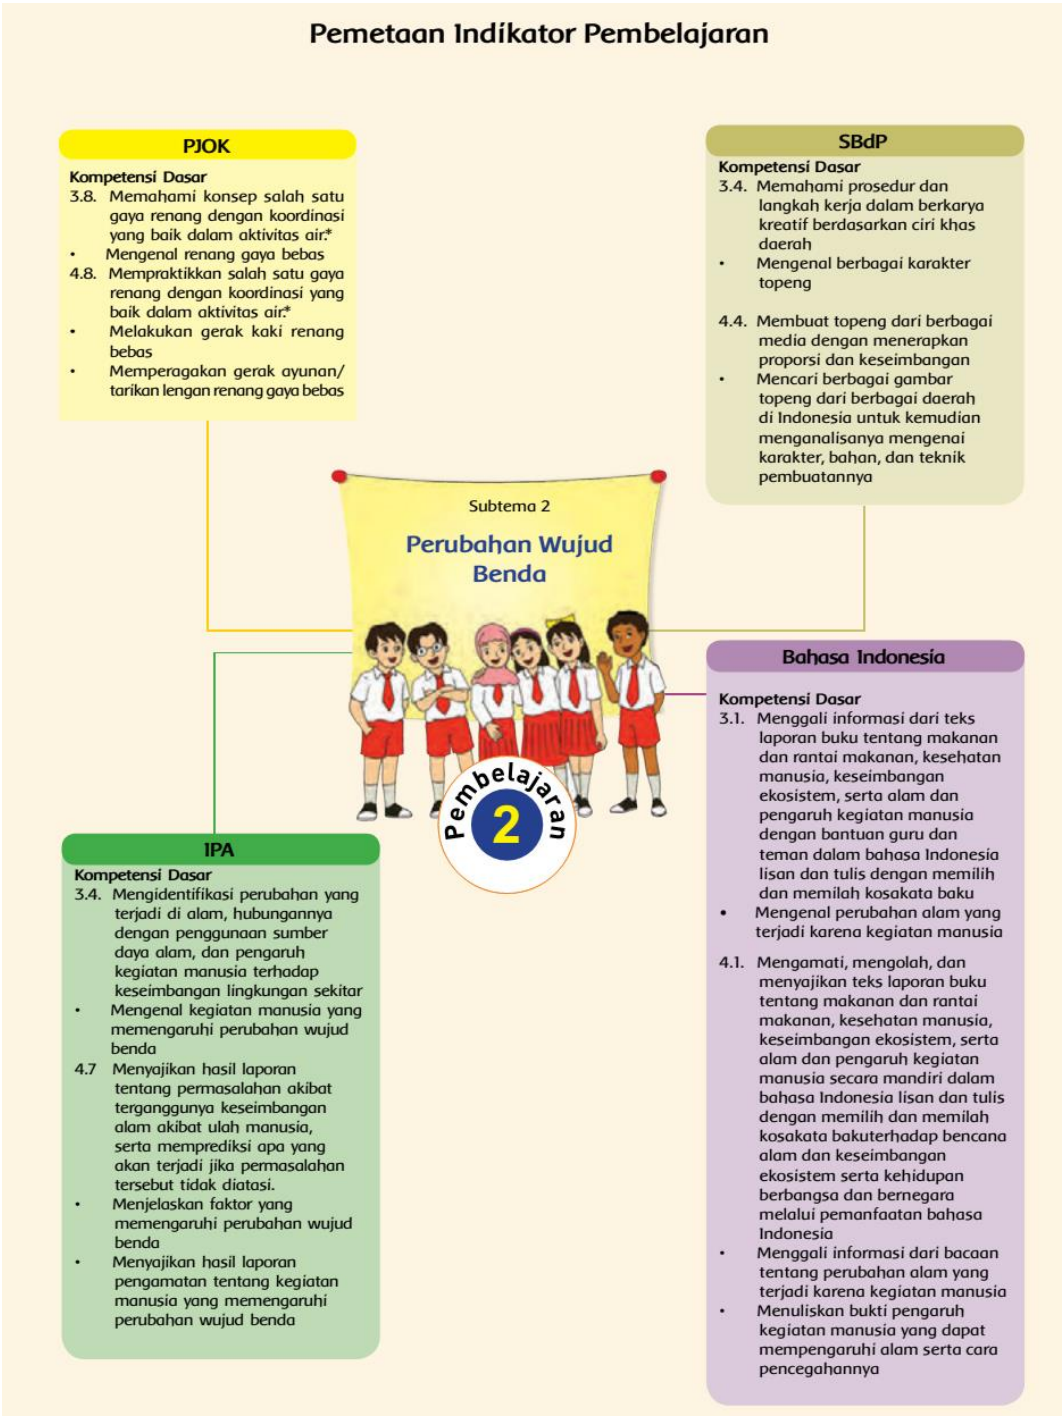 Pemetaan Indikator Pembelajaran
PJOK
Kompetensi Dasar
3.8. Memahami konsep salah satu
gaya renang dengan koordinasi
yang baik dalam aktivitas air.*
• Mengenal renang gaya bebas
4.8. Mempraktikkan salah satu gaya
renang dengan koordinasi yang
baik dalam aktivitas air.*
• Melakukan gerak kaki renang
bebas
• Memperagakan gerak ayunan/
tarikan lengan renang gaya bebas
SBdP
Kompetensi Dasar
3.4. Memahami prosedur dan
langkah kerja dalam berkarya
kreatif berdasarkan ciri khas
daerah
• Mengenal berbagai karakter
topeng
4.4. Membuat topeng dari berbagai
media dengan menerapkan
proporsi dan keseimbangan
• Mencari berbagai gambar
topeng dari berbagai daerah
di Indonesia untuk kemudian
menganalisanya mengenai
karakter, bahan, dan teknik
pembuatannya
Subtema 2
Perubahan Wujud
Benda
Pembelajaran
2
IPA
Kompetensi Dasar
3.4. Mengidentifikasi perubahan yang
terjadi di alam, hubungannya
dengan penggunaan sumber
daya alam, dan pengaruh
kegiatan manusia terhadap
keseimbangan lingkungan sekitar
• Mengenal kegiatan manusia yang
memengaruhi perubahan wujud
benda
4.7 Menyajikan hasil laporan
tentang permasalahan akibat
terganggunya keseimbangan
alam akibat ulah manusia,
serta memprediksi apa yang
akan terjadi jika permasalahan
tersebut tidak diatasi.
• Menjelaskan faktor yang
memengaruhi perubahan wujud
benda
• Menyajikan hasil laporan
pengamatan tentang kegiatan
manusia yang memengaruhi
perubahan wujud benda
Bahasa Indonesia
Kompetensi Dasar
3.1. Menggali informasi dari teks
laporan buku tentang makanan
dan rantai makanan, kesehatan
manusia, keseimbangan
ekosistem, serta alam dan
pengaruh kegiatan manusia
dengan bantuan guru dan
teman dalam bahasa Indonesia
lisan dan tulis dengan memilih
dan memilah kosakata baku
• Mengenal perubahan alam yang
terjadi karena kegiatan manusia
4.1. Mengamati, mengolah, dan
menyajikan teks laporan buku
tentang makanan dan rantai
makanan, kesehatan manusia,
keseimbangan ekosistem, serta
alam dan pengaruh kegiatan
manusia secara mandiri dalam
bahasa Indonesia lisan dan tulis
dengan memilih dan memilah
kosakata bakuterhadap bencana
alam dan keseimbangan
ekosistem serta kehidupan
berbangsa dan bernegara
melalui pemanfaatan bahasa
Indonesia
• Menggali informasi dari bacaan
tentang perubahan alam yang
terjadi karena kegiatan manusia
• Menuliskan bukti pengaruh
kegiatan manusia yang dapat
mempengaruhi alam serta cara
pencegahannya